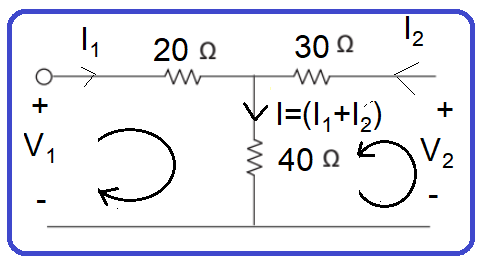 I₁
20 Ω
30 Ω
I₂
+
V₁
-
I=(I₁+I₂)
40 Ω
+
V₂
-